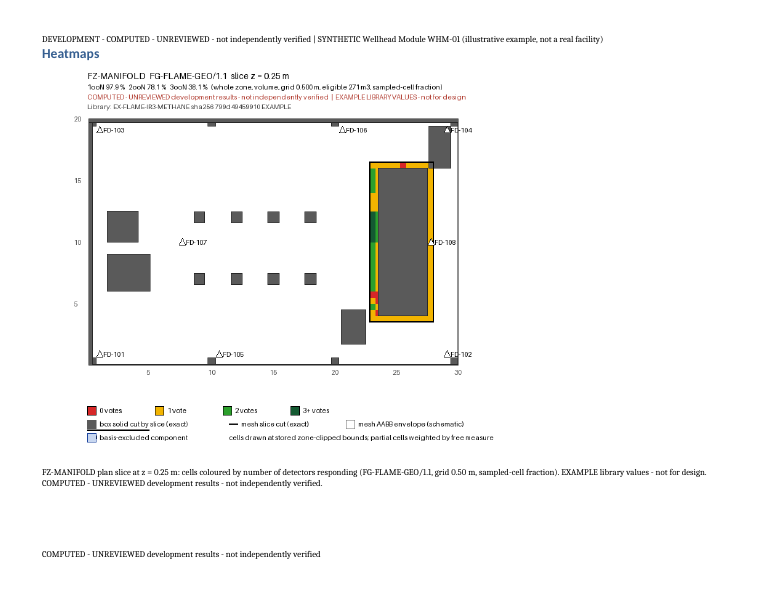 DEVELOPMENT - COMPUTED - UNREVIEWED - not independently verified | SYNTHETIC Wellhead Module WHM-01 (illustrative example, not a real facility)
Heatmaps
FZ-MANIFOLD FG-FLAME-GEO/1.1 slice z = 0.25 m
1ooN 97.9% 2ooN 78.1% 3ooN 38.1% (whole zone, volume, grid 0.500m, eligible 271m3, sampled-cell fraction)
COMPUTED - UNREVIEWED development results - not independently verified | EXAMPLE LIBRARY VALUES - not for design
Library: EX-FLAME-IR3-METHANE sha256 799d149459910 EXAMPLE
20
FD-103 FD-106 FD-104
15
10
FD-107 FD-108
5
FD-101 FD-105 FD-102
5 10 15 20 25 30
0 votes 1 vote 2 votes 3+ votes
box solid cut by slice (exact) mesh slice cut (exact) mesh AABB envelope (schematic)
basis-excluded component cells drawn at stored zone-clipped bounds; partial cells weighted by free measure
FZ-MANIFOLD plan slice at z = 0.25 m: cells coloured by number of detectors responding (FG-FLAME-GEO/1.1, grid 0.50 m, sampled-cell fraction). EXAMPLE library values - not for design.
COMPUTED - UNREVIEWED development results - not independently verified.
COMPUTED - UNREVIEWED development results - not independently verified